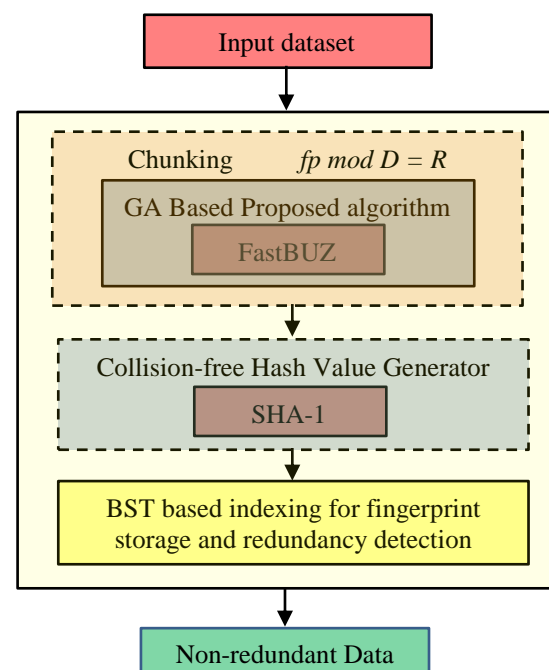 Input dataset
Chunking fp mod D = R
GA Based Proposed algorithm
FastBUZ
Collision-free Hash Value Generator
SHA-1
BST based indexing for fingerprint
storage and redundancy detection
Non-redundant Data